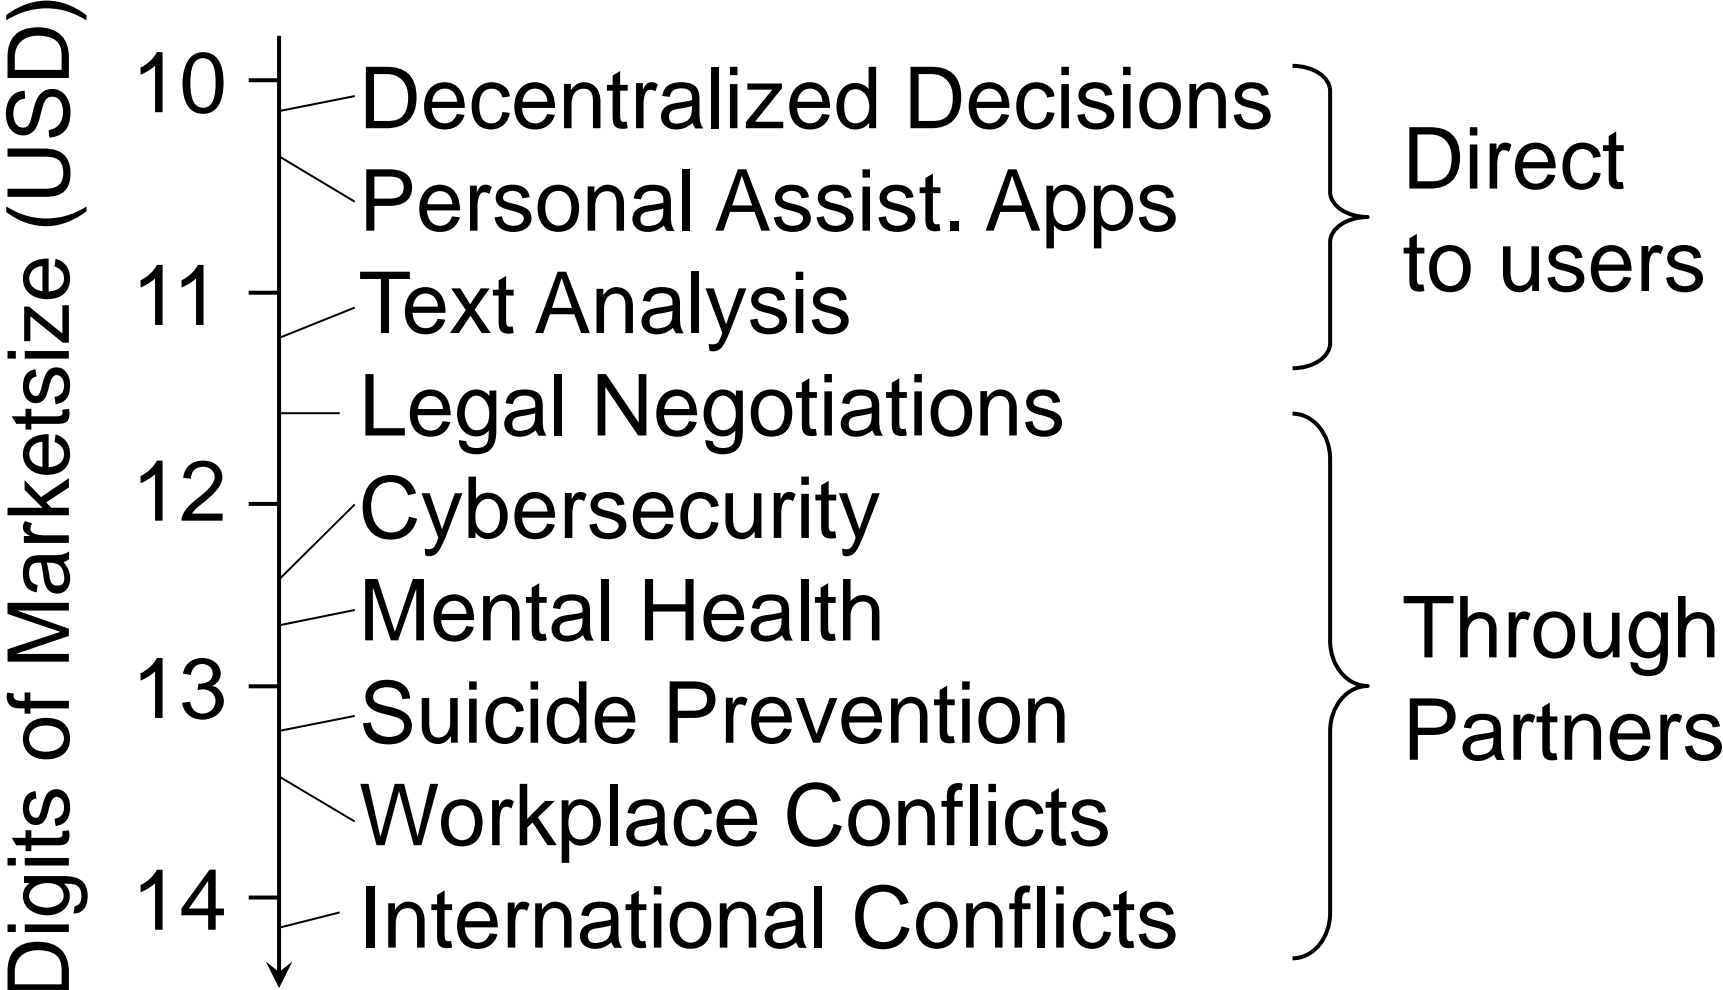 Digits of Marketsize (USD)
10
11
12
13
14
Decentralized Decisions
Personal Assist. Apps
Text Analysis
Legal Negotiations
Cybersecurity
Mental Health
Suicide Prevention
Workplace Conflicts
International Conflicts
Direct
to users
Through
Partners